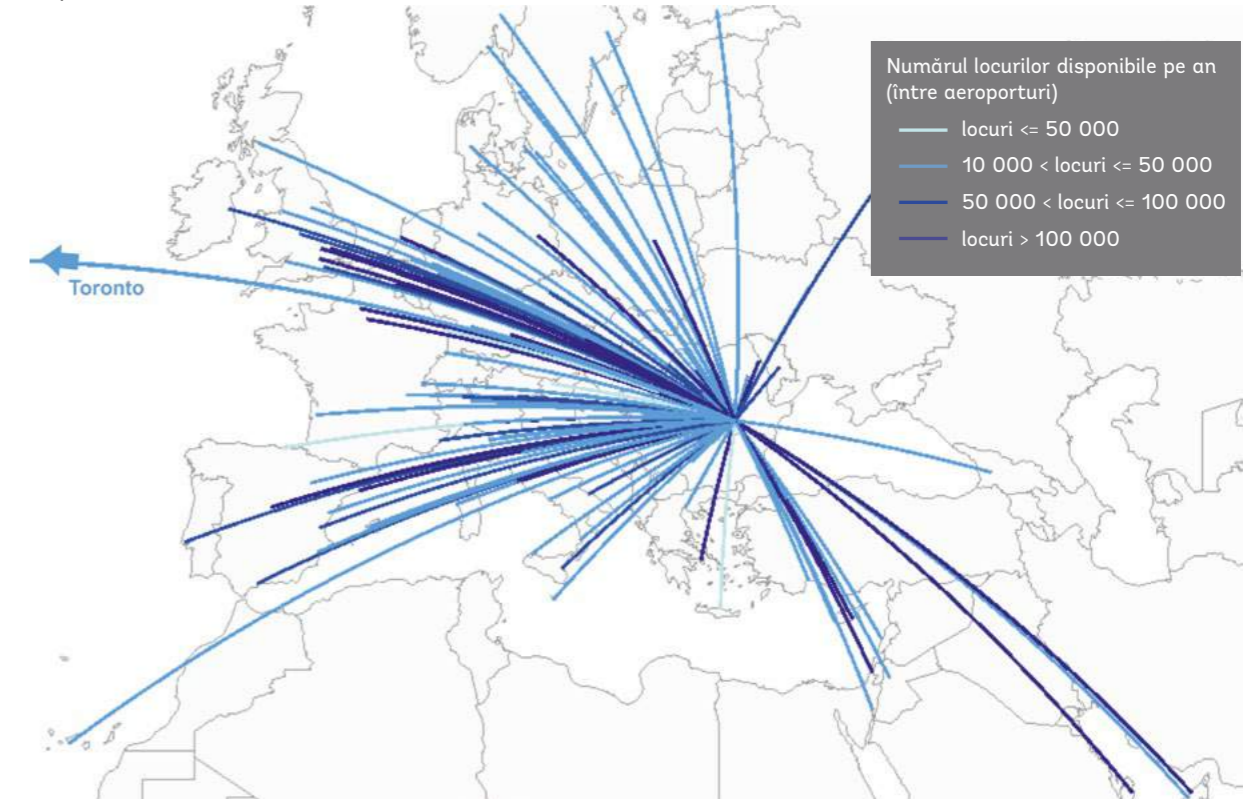 Numărul locurilor disponibile pe an
(între aeroporturi)
locuri <= 50 000
10 000 < locuri <= 50 000
50 000 < locuri <= 100 000
locuri > 100 000
Toronto